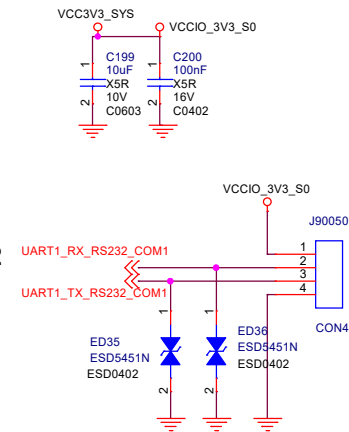 VCC3V3_SYS
VCCIO_3V3_S0
1
C199
10uF
X5R
10V
2
C0603
1
C200
100nF
X5R
16V
2
C0402
VCCIO_3V3_S0
J90050
UART1_RX_RS232_COM1
1
2
3
4
UART1_TX_RS232_COM1
CON4
1
ED35
ESD5451N
ESD0402
2
1
ED36
ESD5451N
ESD0402
2